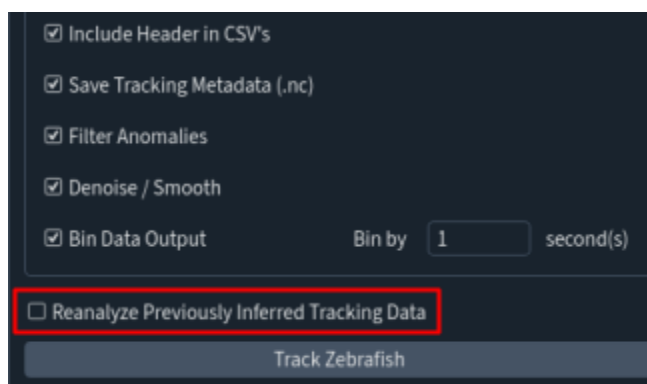 Include Header in CSV's
Save Tracking Metadata (.nc)
Filter Anomalies
Denoise / Smooth
Bin Data Output Bin by 1 second(s)
Reanalyze Previously Inferred Tracking Data
Track Zebrafish